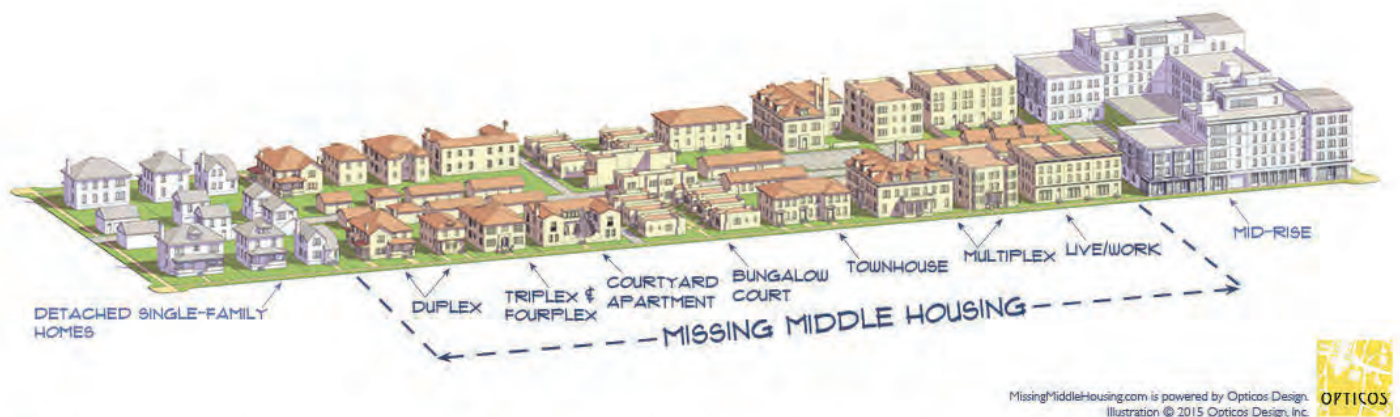 DETACHED SINGLE-FAMILY
HOMES
DUPLEX
TRIPLEX &
FOURPLEX
COURTYARD
APARTMENT
BUNGALOW
COURT
TOWNHOUSE
MULTIPLEX
LIVE/WORK
MID-RISE
MISSING MIDDLE HOUSING
MissingMiddleHousing.com is powered by Opticos Design.
Illustration © 2015 Opticos Design, Inc.
OPTICOS